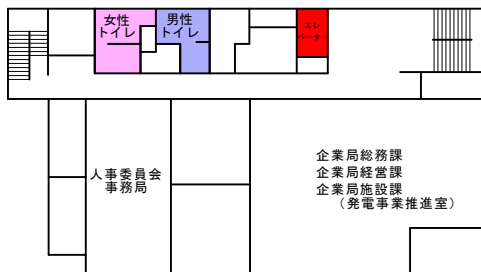 女性
トイレ
男性
トイレ
エレ
ベーター
人事委員会
事務局
企業局総務課
企業局経営課
企業局施設課
（発電事業推進室）